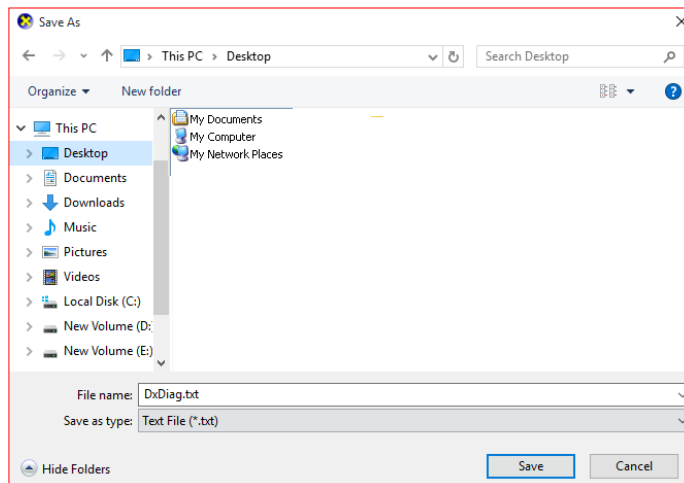 Save As
This PC > Desktop
Search Desktop
Organize
New folder
This PC
Desktop
Documents
Downloads
Music
Pictures
Videos
Local Disk (C:)
New Volume (D:
New Volume (E:)
My Documents
My Computer
My Network Places
File name: DxDiag.txt
Save as type: Text File (*.txt)
Hide Folders
Save
Cancel